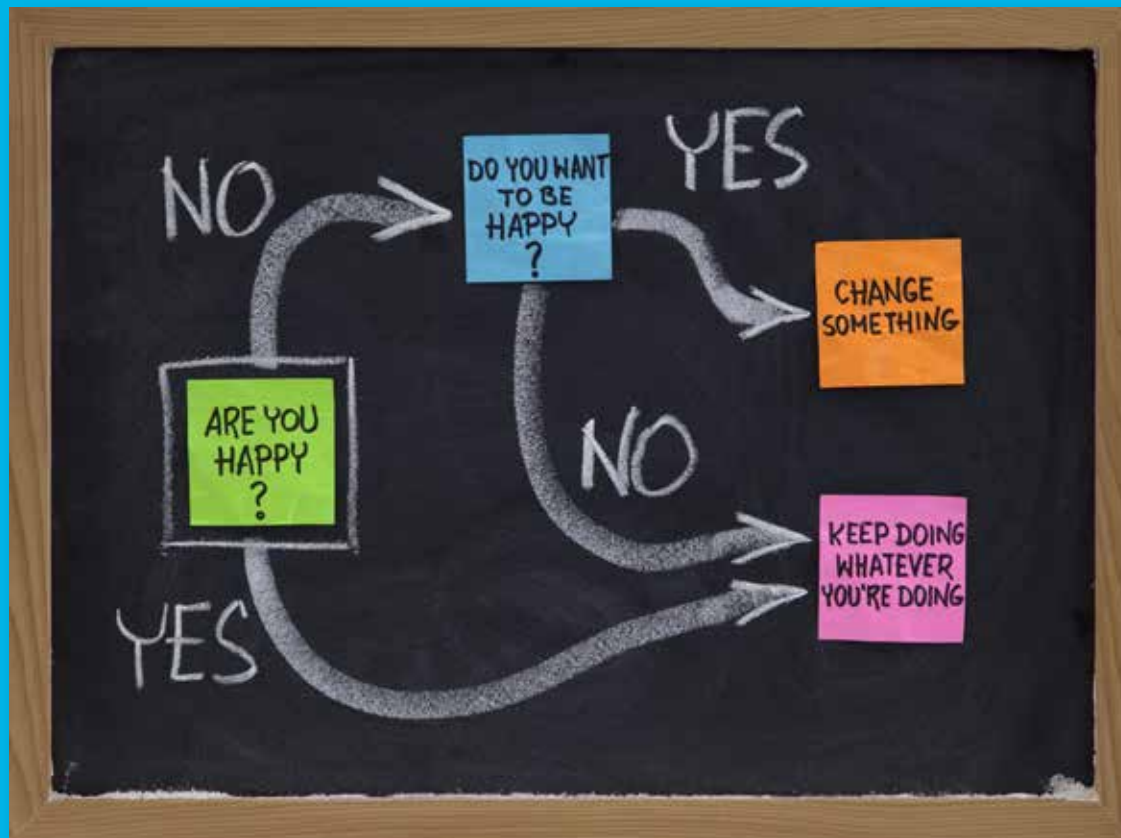 NO
DO YOU WANT
TO BE
HAPPY
?
YES
CHANGE
SOMETHING
ARE YOU
HAPPY
?
NO
KEEP DOING
WHATEVER
YOU'RE DOING
YES